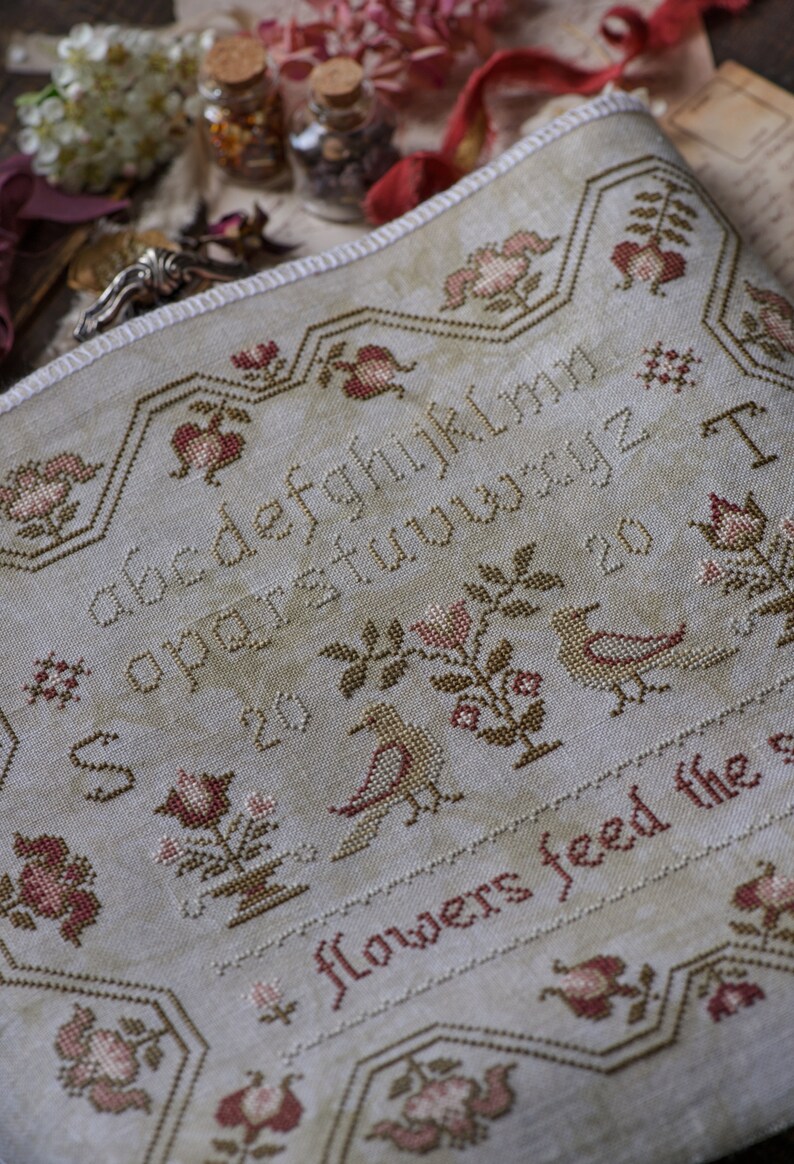 abcdefghijklmn
opqrstuvwxyz
S 20 20 T
flowers feed the